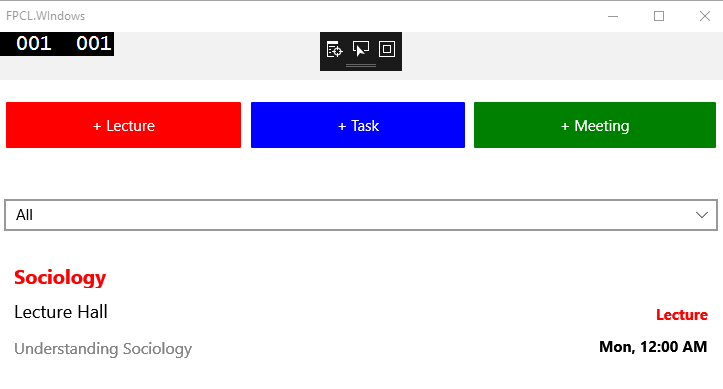 FPCL.WIndows
001 001
+ Lecture + Task + Meeting
All
Sociology
Lecture Hall
Lecture
Understanding Sociology
Mon, 12:00 AM